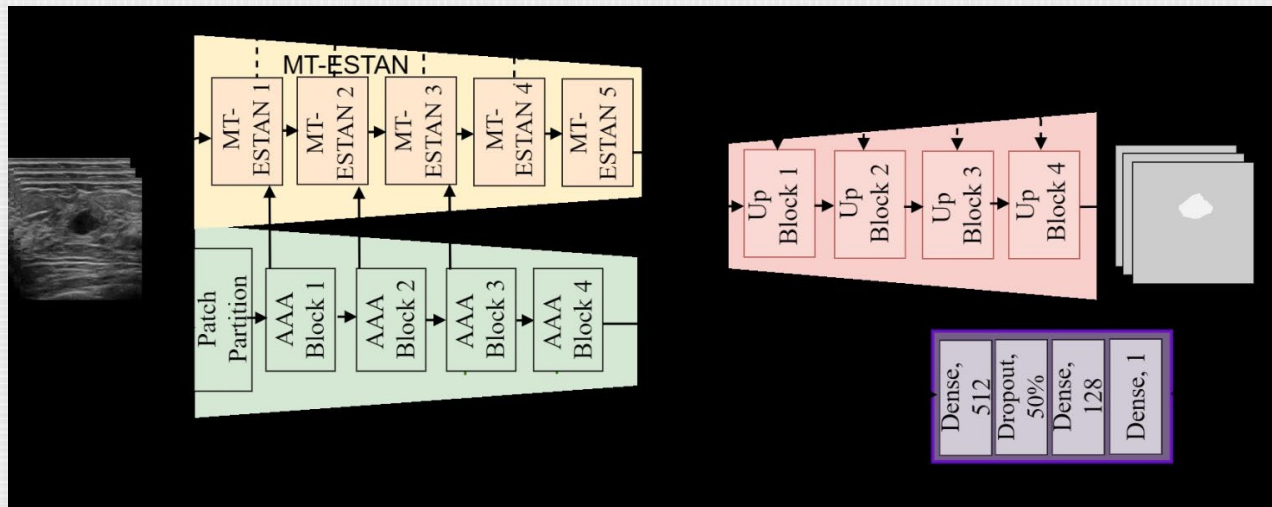 MT-ESTAN
MT-
ESTAN 1
MT-
ESTAN 2
MT-
ESTAN 3
MT-
ESTAN 4
MT-
ESTAN 5
Patch
Partition
AAA
Block 1
AAA
Block 2
AAA
Block 3
AAA
Block 4
Up
Block 1
Up
Block 2
Up
Block 3
Up
Block 4
Dense,
512
Dropout,
50%
Dense,
128
Dense, 1